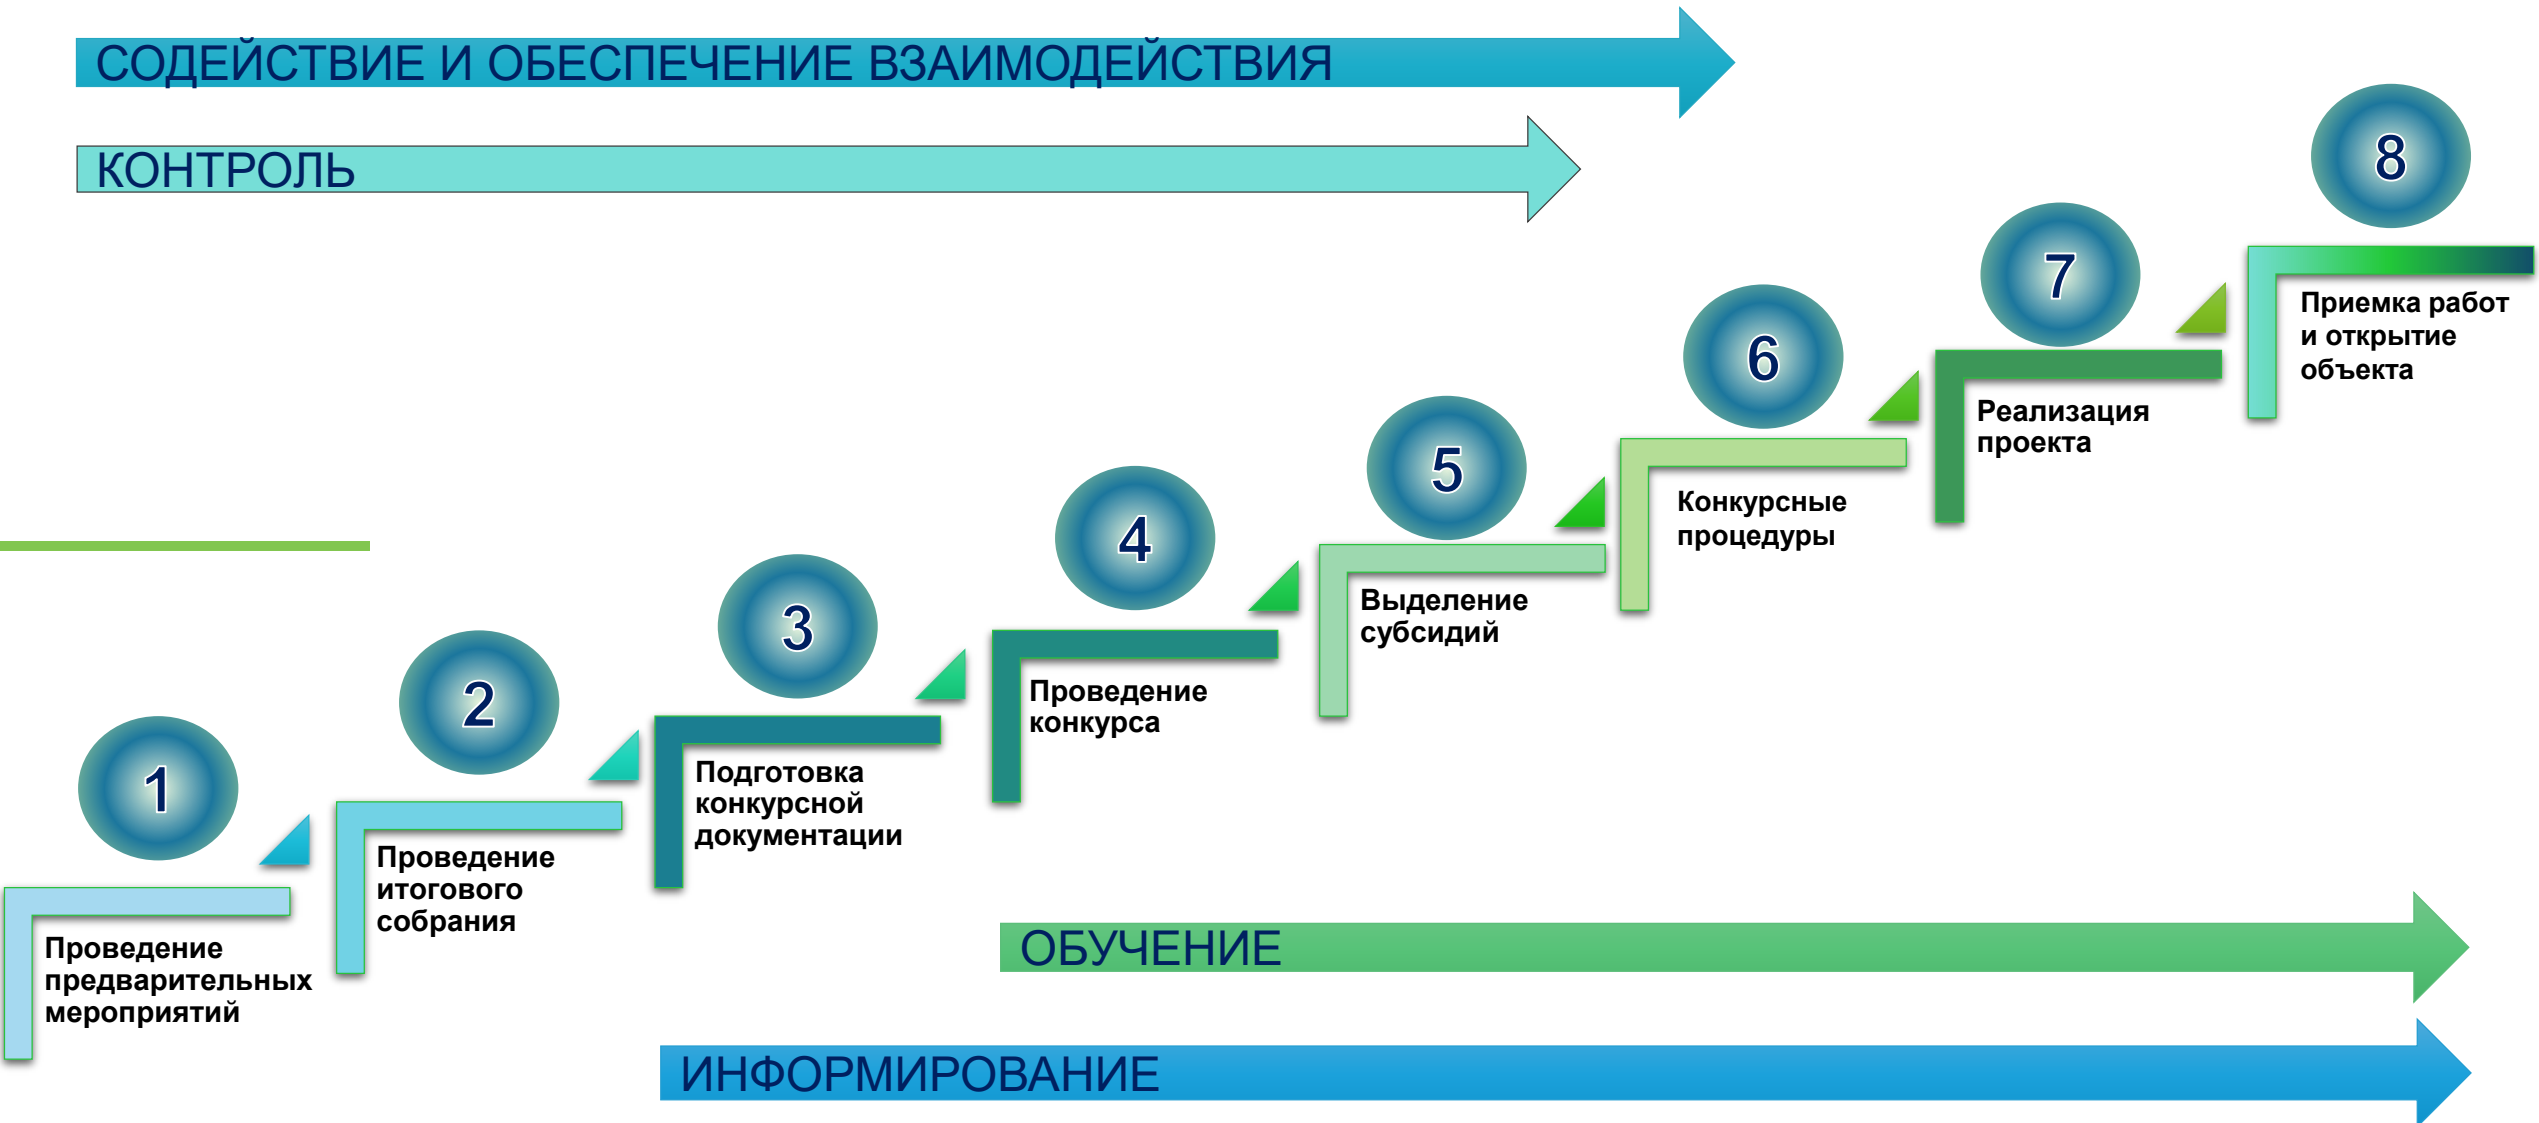 СОДЕЙСТВИЕ И ОБЕСПЕЧЕНИЕ ВЗАИМОДЕЙСТВИЯ
КОНТРОЛЬ
1
Проведение
предварительных
мероприятий
2
Проведение
итогового
собрания
3
Подготовка
конкурсной
документации
4
Проведение
конкурса
5
Выделение
субсидий
6
Конкурсные
процедуры
7
Реализация
проекта
8
Приемка работ
и открытие
объекта
ОБУЧЕНИЕ
ИНФОРМИРОВАНИЕ